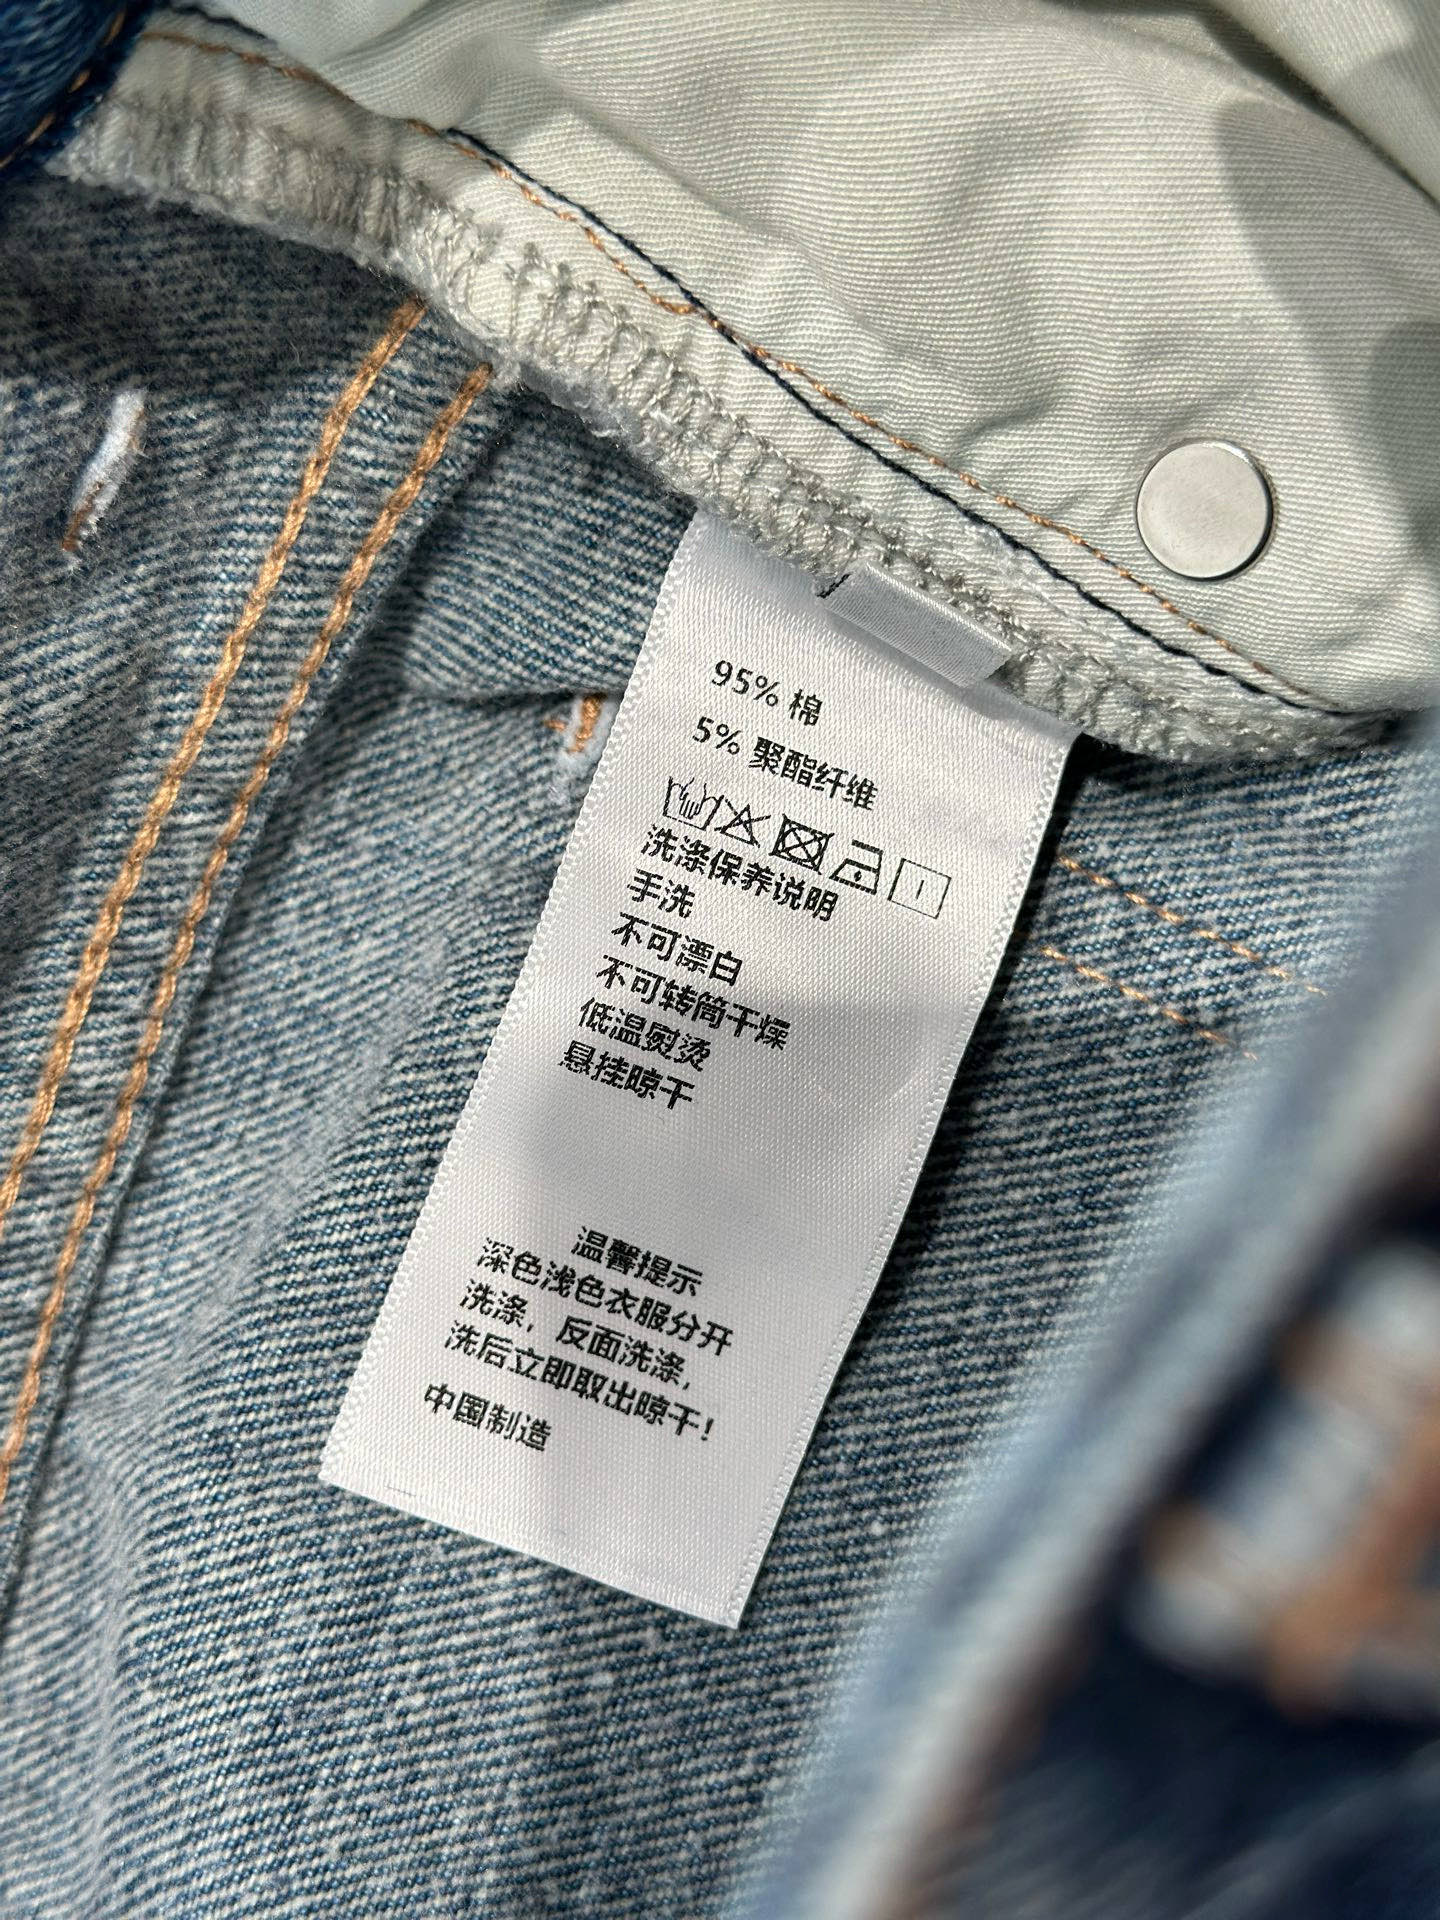 95% 棉
5% 聚酯纤维
洗涤保养说明
手洗
不可漂白
不可转筒干燥
低温熨烫
悬挂晾干
温馨提示
深色浅色衣服分开
洗涤，反面洗涤，
洗后立即取出晾干！
中国制造